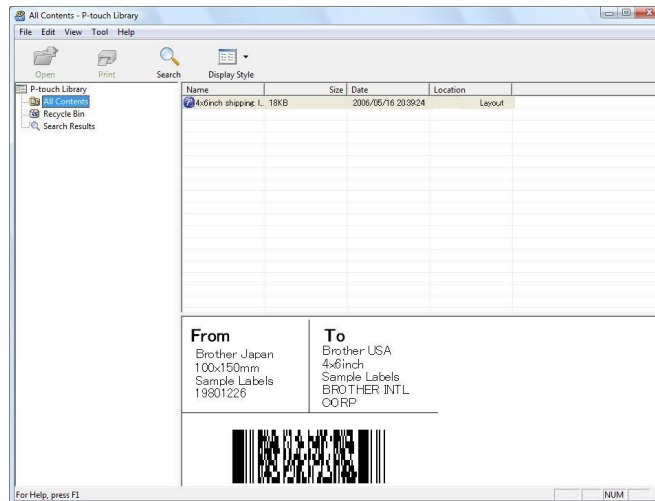 All Contents - P-touch Library
File Edit View Tool Help
Open Print Search Display Style
P-touch Library
All Contents
Recycle Bin
Search Results
Name Size Date Location
4x6inch shipping l... 18KB 2006/05/16 20:39:24 Layout
From
Brother Japan
100x150mm
Sample Labels
19801226
To
Brother USA
4x6inch
Sample Labels
BROTHER INTL
CORP
For Help, press F1
NUM